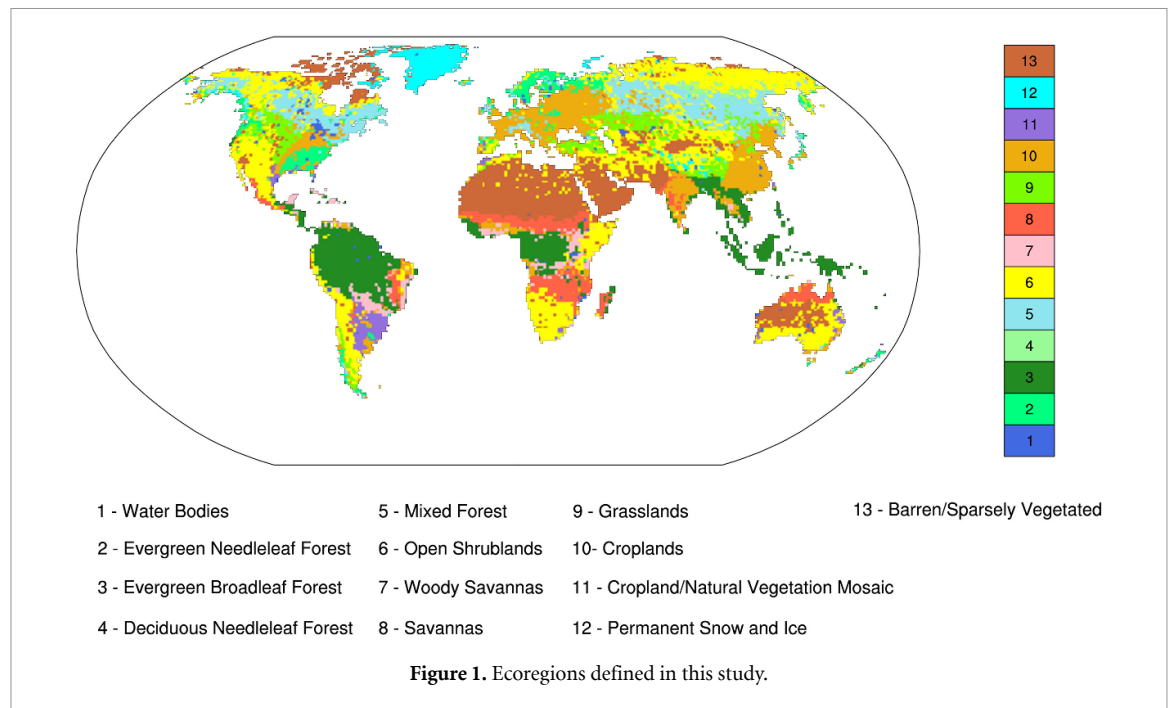 13
12
11
10
9
8
7
6
5
4
3
2
1
1 - Water Bodies
5 - Mixed Forest
9 - Grasslands
13 - Barren/Sparsely Vegetated
2 - Evergreen Needleleaf Forest
6 - Open Shrublands
10- Croplands
3 - Evergreen Broadleaf Forest
7 - Woody Savannas
11 - Cropland/Natural Vegetation Mosaic
4 - Deciduous Needleleaf Forest
8 - Savannas
12 - Permanent Snow and Ice
Figure 1. Ecoregions defined in this study.